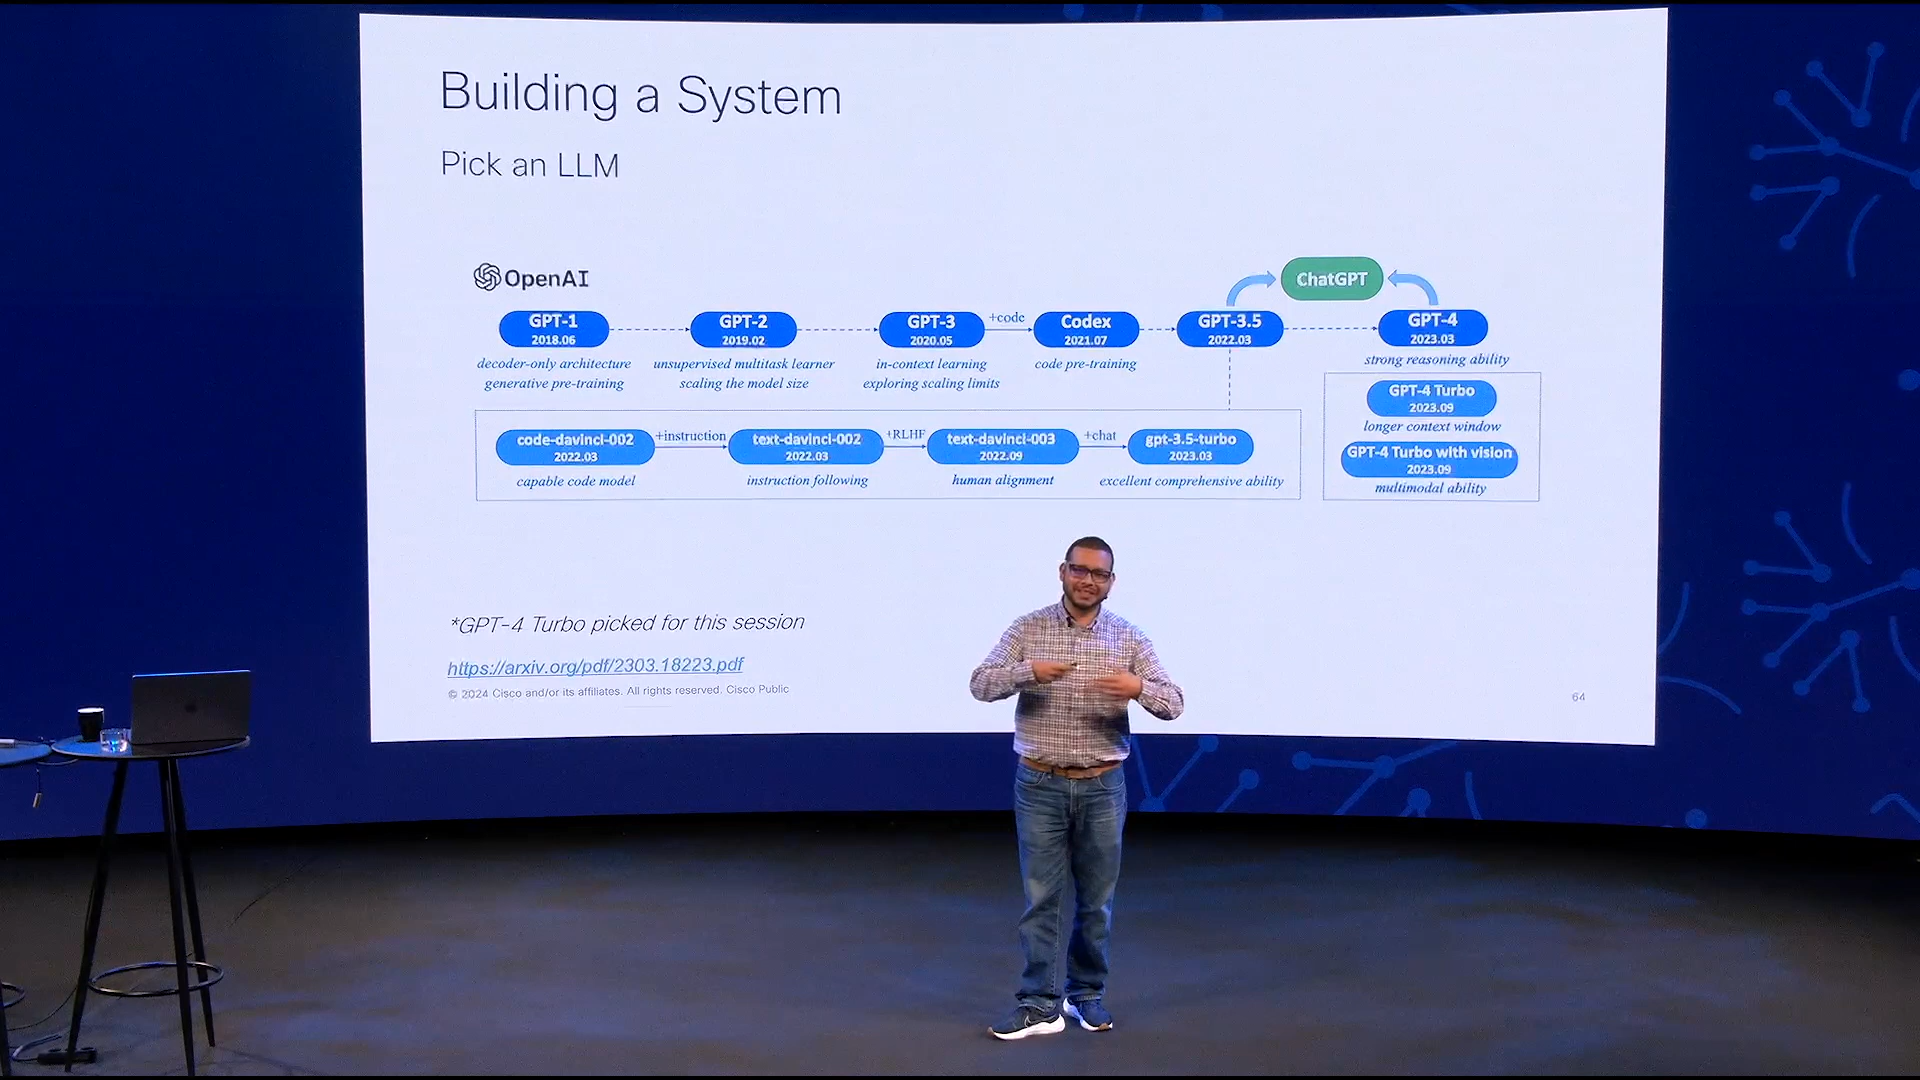 Building a System
Pick an LLM
OpenAI
ChatGPT
GPT-1
2018.06
decoder-only architecture
generative pre-training
GPT-2
2019.02
unsupervised multitask learner
scaling the model size
GPT-3
2020.05
in-context learning
exploring scaling limits
+code
Codex
2021.07
code pre-training
GPT-3.5
2022.03
GPT-4
2023.03
strong reasoning ability
GPT-4 Turbo
2023.09
longer context window
GPT-4 Turbo with vision
2023.09
multimodal ability
code-davinci-002
2022.03
capable code model
+instruction
text-davinci-002
2022.03
instruction following
+RLHF
text-davinci-003
2022.09
human alignment
+chat
gpt-3.5-turbo
2023.03
excellent comprehensive ability
*GPT-4 Turbo picked for this session
https://arxiv.org/pdf/2303.18223.pdf
© 2024 Cisco and/or its affiliates. All rights reserved. Cisco Public
64